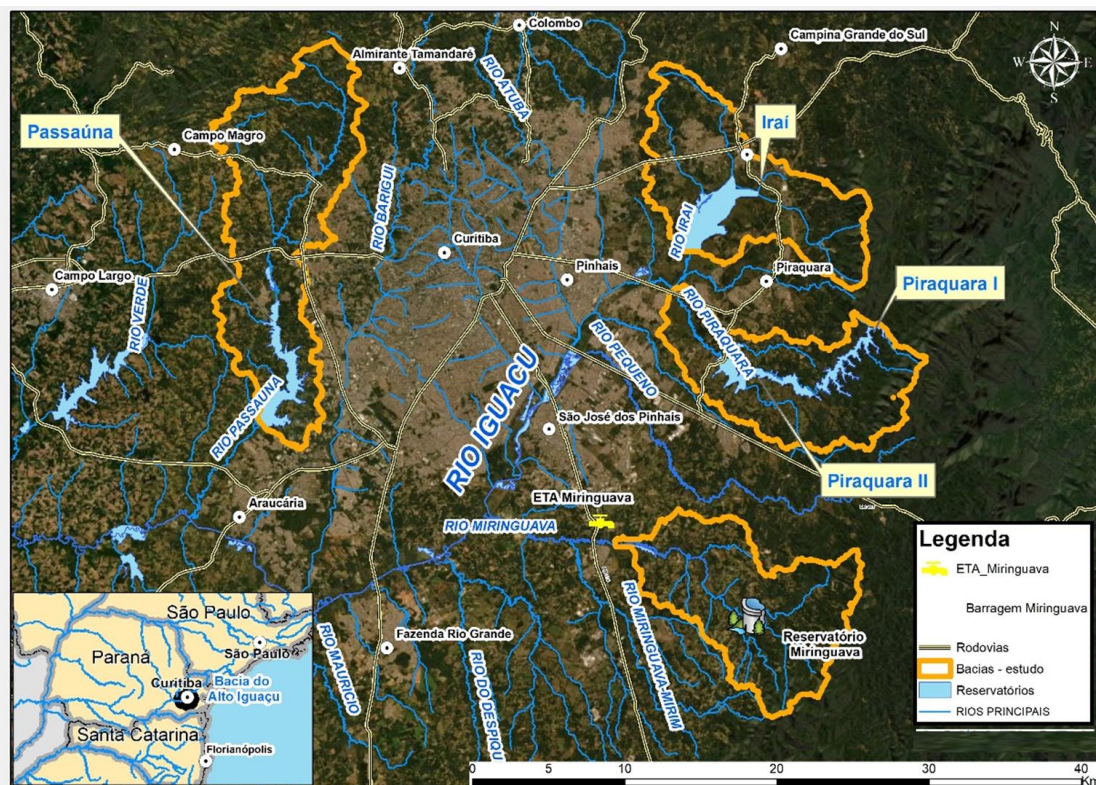 Colombo
Campina Grande do Sul
Almirante Tamandaré
N
W
E
S
RIO ATUBA
Passaúna
Iraí
Campo Magro
RIO BARIGUI
RIO IRAI
Curitiba
Campo Largo
Pinhais
Piraquara
Piraquara I
RIO VERDE
RIO PIRAQUARA
RIO PEQUENO
RIO IGUAÇU
RIO PASSAUNA
São José dos Pinhais
Piraquara II
ETA Miringuava
Araucária
RIO MIRINGUAVA
RIO MIRINGUAVA-MIRIM
Reservatório
Miringuava
Fazenda Rio Grande
RIO MAURICIO
RIO DO DESPIQU
Legenda
ETA_Miringuava
Barragem Miringuava
Rodovias
Bacias - estudo
Reservatórios
RIOS PRINCIPAIS
São Paulo
Paraná
São Paulo
Curitiba
Bacia do
Alto Iguaçu
Santa Catarina
Florianópolis
0 5 10 20 30 40
Km